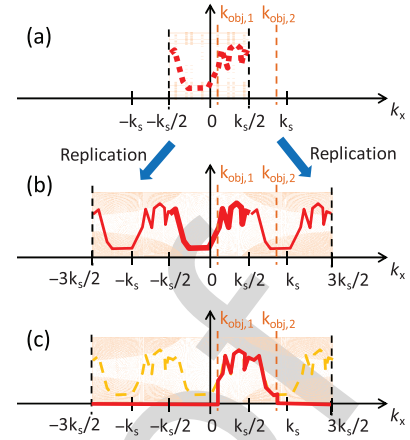 (a)
k_obj,1 k_obj,2
−k_s −k_s/2 0 k_s/2 k_s k_x
Replication Replication
(b)
k_obj,1 k_obj,2
−3k_s/2 −k_s −k_s/2 0 k_s/2 k_s 3k_s/2 k_x
(c)
k_obj,1 k_obj,2
−3k_s/2 −k_s −k_s/2 0 k_s/2 k_s 3k_s/2 k_x